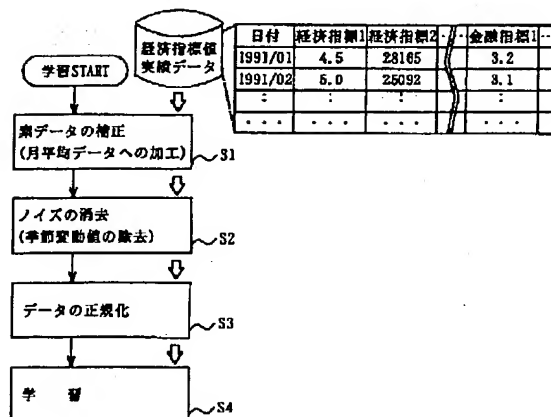 学習START
経済指標値
実績データ
日付 経済指標1 経済指標2 ・・ 金融指標1 ・・
1991/01 4.5 28165 3.2
1991/02 5.0 25092 3.1
: : : :
・・・ ・・・ ・・・ ・・・
素データの補正
(月平均データへの加工)
S1
ノイズの消去
(季節変動値の除去)
S2
データの正規化
S3
学 習
S4